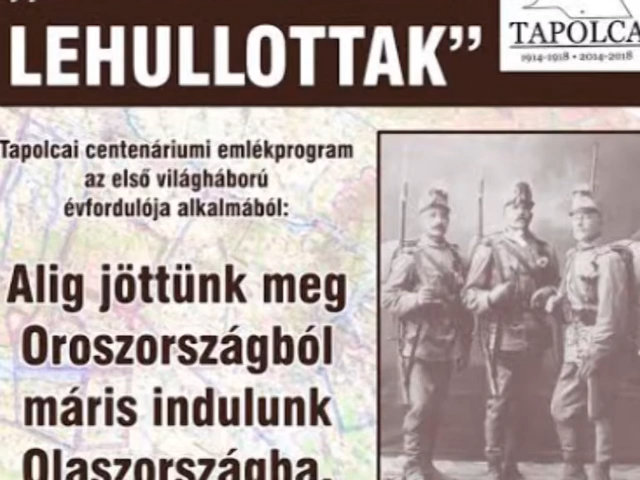 LEHULLOTTAK”
TAPOLCA
1914-1918 • 2014-2018
Tapolcai centenáriumi emlékprogram
az első világháború
évfordulója alkalmából:
Alig jöttünk meg
Oroszországból
máris indulunk
Olaszországba.